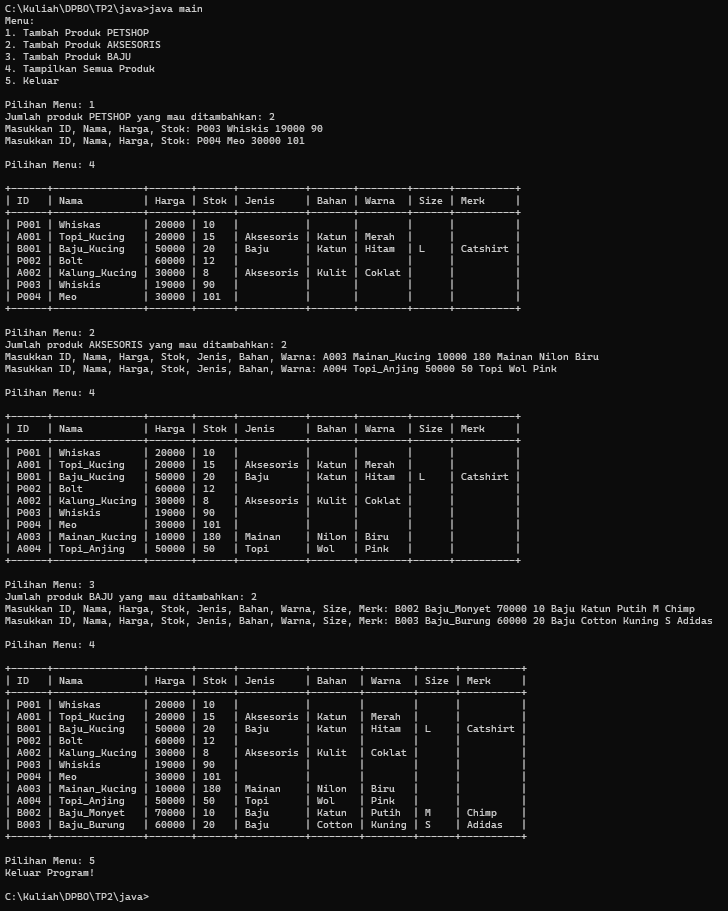 C:\Kuliah\DPBO\TP2\java>java main
Menu:
1. Tambah Produk PETSHOP
2. Tambah Produk AKSESORIS
3. Tambah Produk BAJU
4. Tampilkan Semua Produk
5. Keluar

Pilihan Menu: 1
Jumlah produk PETSHOP yang mau ditambahkan: 2
Masukkan ID, Nama, Harga, Stok: P003 Whiskis 19000 90
Masukkan ID, Nama, Harga, Stok: P004 Meo 30000 101

Pilihan Menu: 4

+------+---------------+-------+------+-----------+-------+--------+------+----------+
| ID   | Nama          | Harga | Stok | Jenis     | Bahan | Warna  | Size | Merk     |
+------+---------------+-------+------+-----------+-------+--------+------+----------+
| P001 | Whiskas       | 20000 | 10   |           |       |        |      |          |
| A001 | Topi_Kucing   | 20000 | 15   | Aksesoris | Katun | Merah  |      |          |
| B001 | Baju_Kucing   | 50000 | 20   | Baju      | Katun | Hitam  | L    | Catshirt |
| P002 | Bolt          | 60000 | 12   |           |       |        |      |          |
| A002 | Kalung_Kucing | 30000 | 8    | Aksesoris | Kulit | Coklat |      |          |
| P003 | Whiskis       | 19000 | 90   |           |       |        |      |          |
| P004 | Meo           | 30000 | 101  |           |       |        |      |          |
+------+---------------+-------+------+-----------+-------+--------+------+----------+

Pilihan Menu: 2
Jumlah produk AKSESORIS yang mau ditambahkan: 2
Masukkan ID, Nama, Harga, Stok, Jenis, Bahan, Warna: A003 Mainan_Kucing 10000 180 Mainan Nilon Biru
Masukkan ID, Nama, Harga, Stok, Jenis, Bahan, Warna: A004 Topi_Anjing 50000 50 Topi Wol Pink

Pilihan Menu: 4

+------+---------------+-------+------+-----------+-------+--------+------+----------+
| ID   | Nama          | Harga | Stok | Jenis     | Bahan | Warna  | Size | Merk     |
+------+---------------+-------+------+-----------+-------+--------+------+----------+
| P001 | Whiskas       | 20000 | 10   |           |       |        |      |          |
| A001 | Topi_Kucing   | 20000 | 15   | Aksesoris | Katun | Merah  |      |          |
| B001 | Baju_Kucing   | 50000 | 20   | Baju      | Katun | Hitam  | L    | Catshirt |
| P002 | Bolt          | 60000 | 12   |           |       |        |      |          |
| A002 | Kalung_Kucing | 30000 | 8    | Aksesoris | Kulit | Coklat |      |          |
| P003 | Whiskis       | 19000 | 90   |           |       |        |      |          |
| P004 | Meo           | 30000 | 101  |           |       |        |      |          |
| A003 | Mainan_Kucing | 10000 | 180  | Mainan    | Nilon | Biru   |      |          |
| A004 | Topi_Anjing   | 50000 | 50   | Topi      | Wol   | Pink   |      |          |
+------+---------------+-------+------+-----------+-------+--------+------+----------+

Pilihan Menu: 3
Jumlah produk BAJU yang mau ditambahkan: 2
Masukkan ID, Nama, Harga, Stok, Jenis, Bahan, Warna, Size, Merk: B002 Baju_Monyet 70000 10 Baju Katun Putih M Chimp
Masukkan ID, Nama, Harga, Stok, Jenis, Bahan, Warna, Size, Merk: B003 Baju_Burung 60000 20 Baju Cotton Kuning S Adidas

Pilihan Menu: 4

+------+---------------+-------+------+-----------+--------+--------+------+----------+
| ID   | Nama          | Harga | Stok | Jenis     | Bahan  | Warna  | Size | Merk     |
+------+---------------+-------+------+-----------+--------+--------+------+----------+
| P001 | Whiskas       | 20000 | 10   |           |        |        |      |          |
| A001 | Topi_Kucing   | 20000 | 15   | Aksesoris | Katun  | Merah  |      |          |
| B001 | Baju_Kucing   | 50000 | 20   | Baju      | Katun  | Hitam  | L    | Catshirt |
| P002 | Bolt          | 60000 | 12   |           |        |        |      |          |
| A002 | Kalung_Kucing | 30000 | 8    | Aksesoris | Kulit  | Coklat |      |          |
| P003 | Whiskis       | 19000 | 90   |           |        |        |      |          |
| P004 | Meo           | 30000 | 101  |           |        |        |      |          |
| A003 | Mainan_Kucing | 10000 | 180  | Mainan    | Nilon  | Biru   |      |          |
| A004 | Topi_Anjing   | 50000 | 50   | Topi      | Wol    | Pink   |      |          |
| B002 | Baju_Monyet   | 70000 | 10   | Baju      | Katun  | Putih  | M    | Chimp    |
| B003 | Baju_Burung   | 60000 | 20   | Baju      | Cotton | Kuning | S    | Adidas   |
+------+---------------+-------+------+-----------+--------+--------+------+----------+

Pilihan Menu: 5
Keluar Program!

C:\Kuliah\DPBO\TP2\java>